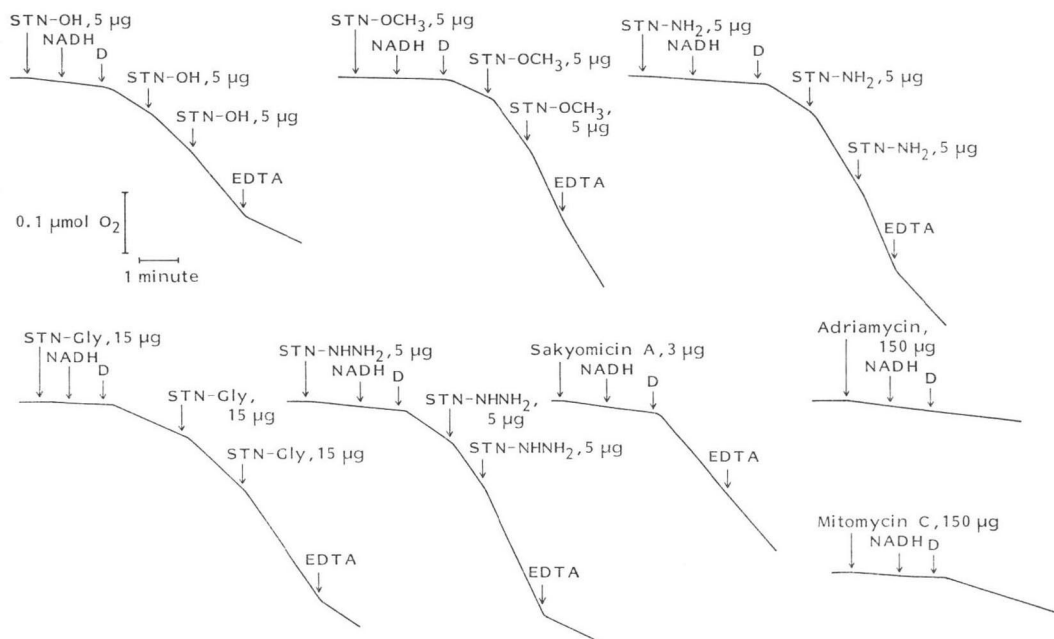 STN-OH, 5 µg
NADH
D
STN-OH, 5 µg
STN-OH, 5 µg
EDTA
0.1 µmol O₂
1 minute
STN-OCH₃, 5 µg
NADH D
STN-OCH₃, 5 µg
STN-OCH₃,
5 µg
EDTA
STN-NH₂, 5 µg
NADH
D
STN-NH₂, 5 µg
STN-NH₂, 5 µg
EDTA
STN-Gly, 15 µg
NADH
D
STN-Gly,
15 µg
STN-Gly, 15 µg
EDTA
STN-NHNH₂, 5 µg
NADH
D
STN-NHNH₂,
5 µg
STN-NHNH₂, 5 µg
EDTA
Sakyomicin A, 3 µg
NADH
D
EDTA
Adriamycin,
150 µg
NADH
D
Mitomycin C, 150 µg
NADH D